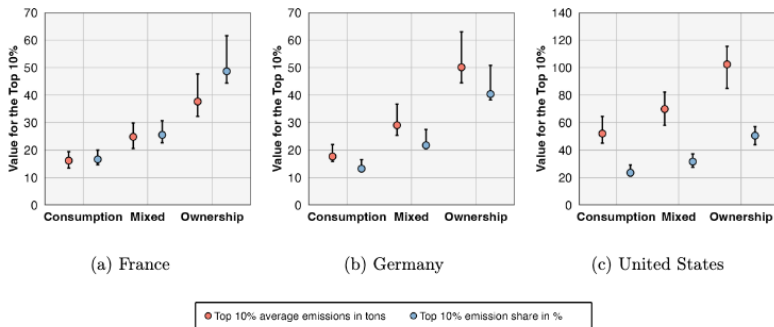 70
60
50
40
30
20
10
0
Value for the Top 10%
Consumption Mixed Ownership
(a) France
70
60
50
40
30
20
10
0
Value for the Top 10%
Consumption Mixed Ownership
(b) Germany
140
120
100
80
60
40
20
0
Value for the Top 10%
Consumption Mixed Ownership
(c) United States
Top 10% average emissions in tons Top 10% emission share in %